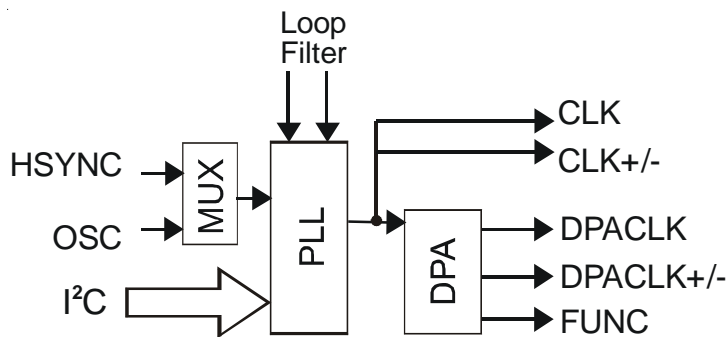 Loop
Filter
CLK
CLK+/-
HSYNC
MUX
OSC
PLL
DPA
DPACLK
DPACLK+/-
I²C
FUNC